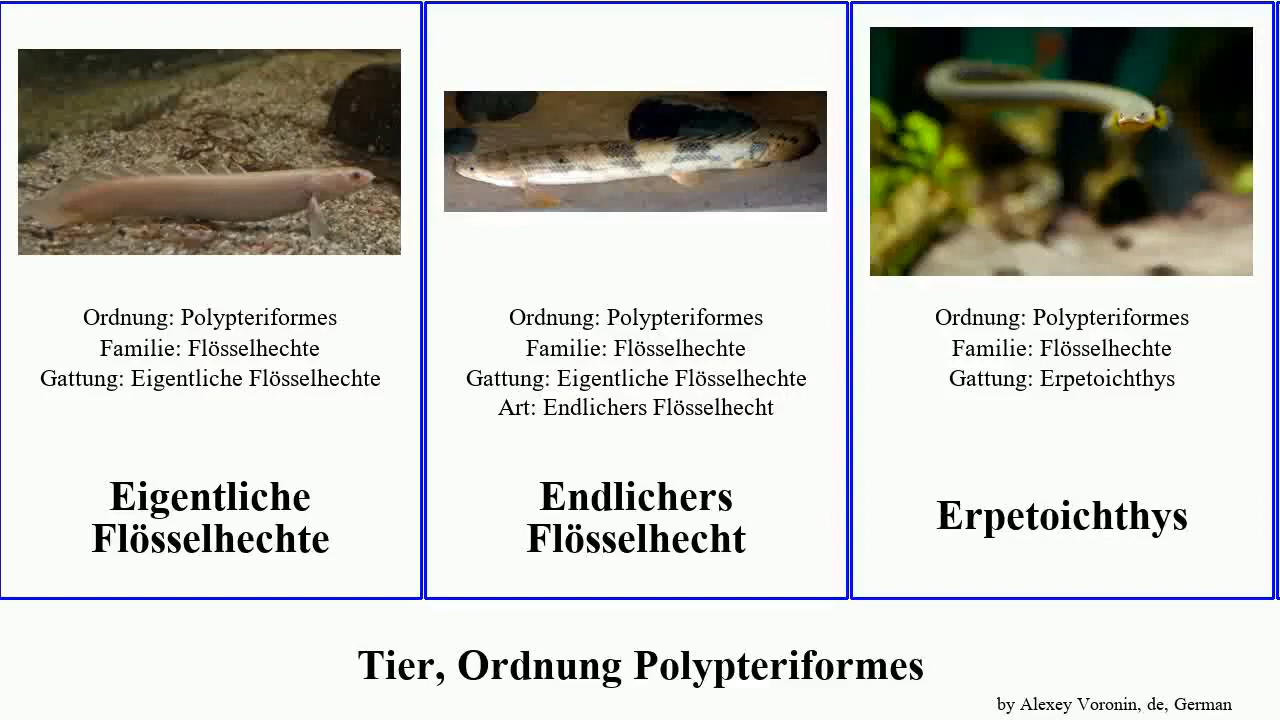 Ordnung: Polypteriformes
Familie: Flösselhechte
Gattung: Eigentliche Flösselhechte
Eigentliche
Flösselhechte
Ordnung: Polypteriformes
Familie: Flösselhechte
Gattung: Eigentliche Flösselhechte
Art: Endlichers Flösselhecht
Endlichers
Flösselhecht
Ordnung: Polypteriformes
Familie: Flösselhechte
Gattung: Erpetoichthys
Erpetoichthys
Tier, Ordnung Polypteriformes
by Alexey Voronin, de, German